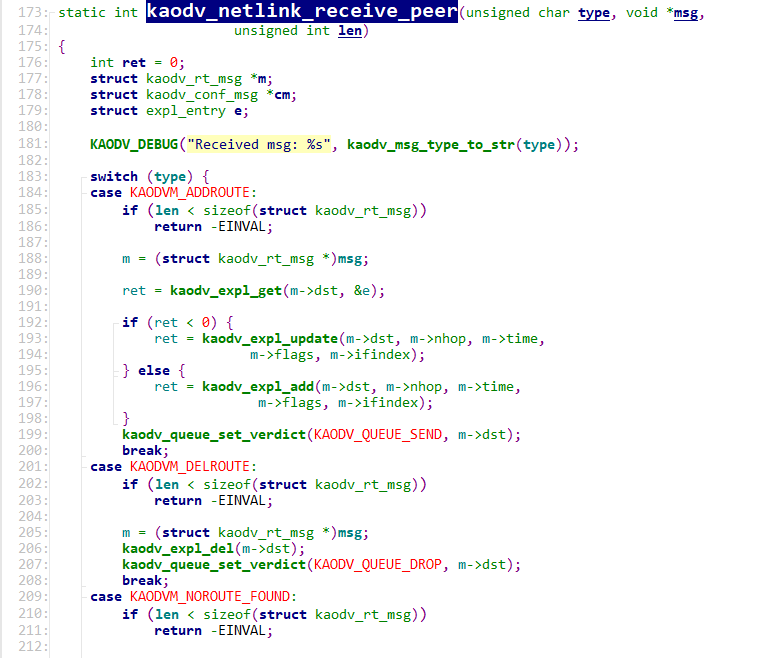 173: static int kaodv_netlink_receive_peer(unsigned char type, void *msg,
174:                       unsigned int len)
175: {
176:     int ret = 0;
177:     struct kaodv_rt_msg *m;
178:     struct kaodv_conf_msg *cm;
179:     struct expl_entry e;
180:
181:     KAODV_DEBUG("Received msg: %s", kaodv_msg_type_to_str(type));
182:
183:     switch (type) {
184:     case KAODVM_ADDROUTE:
185:         if (len < sizeof(struct kaodv_rt_msg))
186:             return -EINVAL;
187:
188:         m = (struct kaodv_rt_msg *)msg;
189:
190:         ret = kaodv_expl_get(m->dst, &e);
191:
192:         if (ret < 0) {
193:             ret = kaodv_expl_update(m->dst, m->nhop, m->time,
194:                         m->flags, m->ifindex);
195:         } else {
196:             ret = kaodv_expl_add(m->dst, m->nhop, m->time,
197:                          m->flags, m->ifindex);
198:         }
199:         kaodv_queue_set_verdict(KAODV_QUEUE_SEND, m->dst);
200:         break;
201:     case KAODVM_DELROUTE:
202:         if (len < sizeof(struct kaodv_rt_msg))
203:             return -EINVAL;
204:
205:         m = (struct kaodv_rt_msg *)msg;
206:         kaodv_expl_del(m->dst);
207:         kaodv_queue_set_verdict(KAODV_QUEUE_DROP, m->dst);
208:         break;
209:     case KAODVM_NOROUTE_FOUND:
210:         if (len < sizeof(struct kaodv_rt_msg))
211:             return -EINVAL;
212: